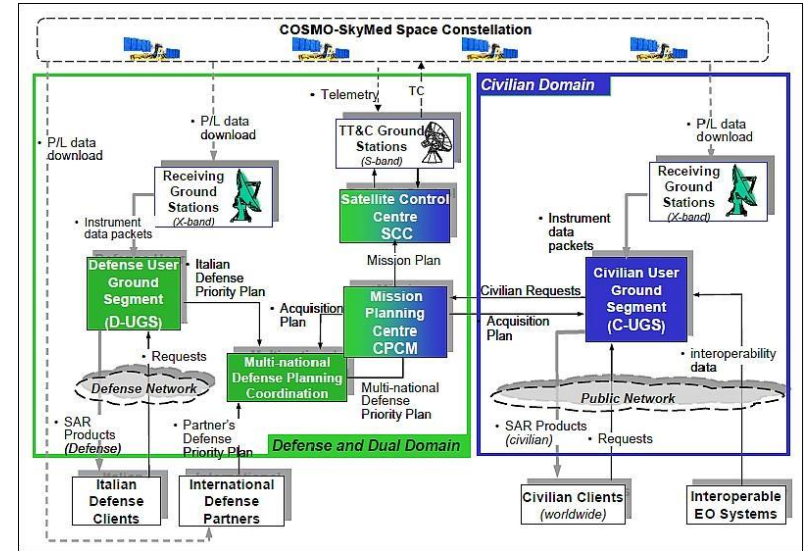 COSMO-SkyMed Space Constellation
• P/L data
download
• P/L data
download
• Telemetry
TC
TT&C Ground
Stations
(S-band)
Receiving
Ground
Stations
(X-band)
Satellite Control
Centre
SCC
• Instrument
data packets
Defense User
Ground
Segment
(D-UGS)
• Italian
Defense
Priority Plan
Mission Plan
• Acquisition
Plan
Mission
Planning
Centre
CPCM
• Requests
Multi-national
Defense Planning
Coordination
Multi-national
Defense
Priority Plan
Defense Network
• SAR
Products
(Defense)
• Partner's
Defense
Priority Plan
Defense and Dual Domain
Italian
Defense
Clients
International
Defense
Partners
Civilian Domain
• P/L data
download
Receiving
Ground
Stations
(X-band)
• Instrument
data packets
Civilian User
Ground
Segment
(C-UGS)
Civilian Requests
• Acquisition
Plan
• interoperability
data
Public Network
• SAR Products
(civilian)
• Requests
Civilian Clients
(worldwide)
Interoperable
EO Systems